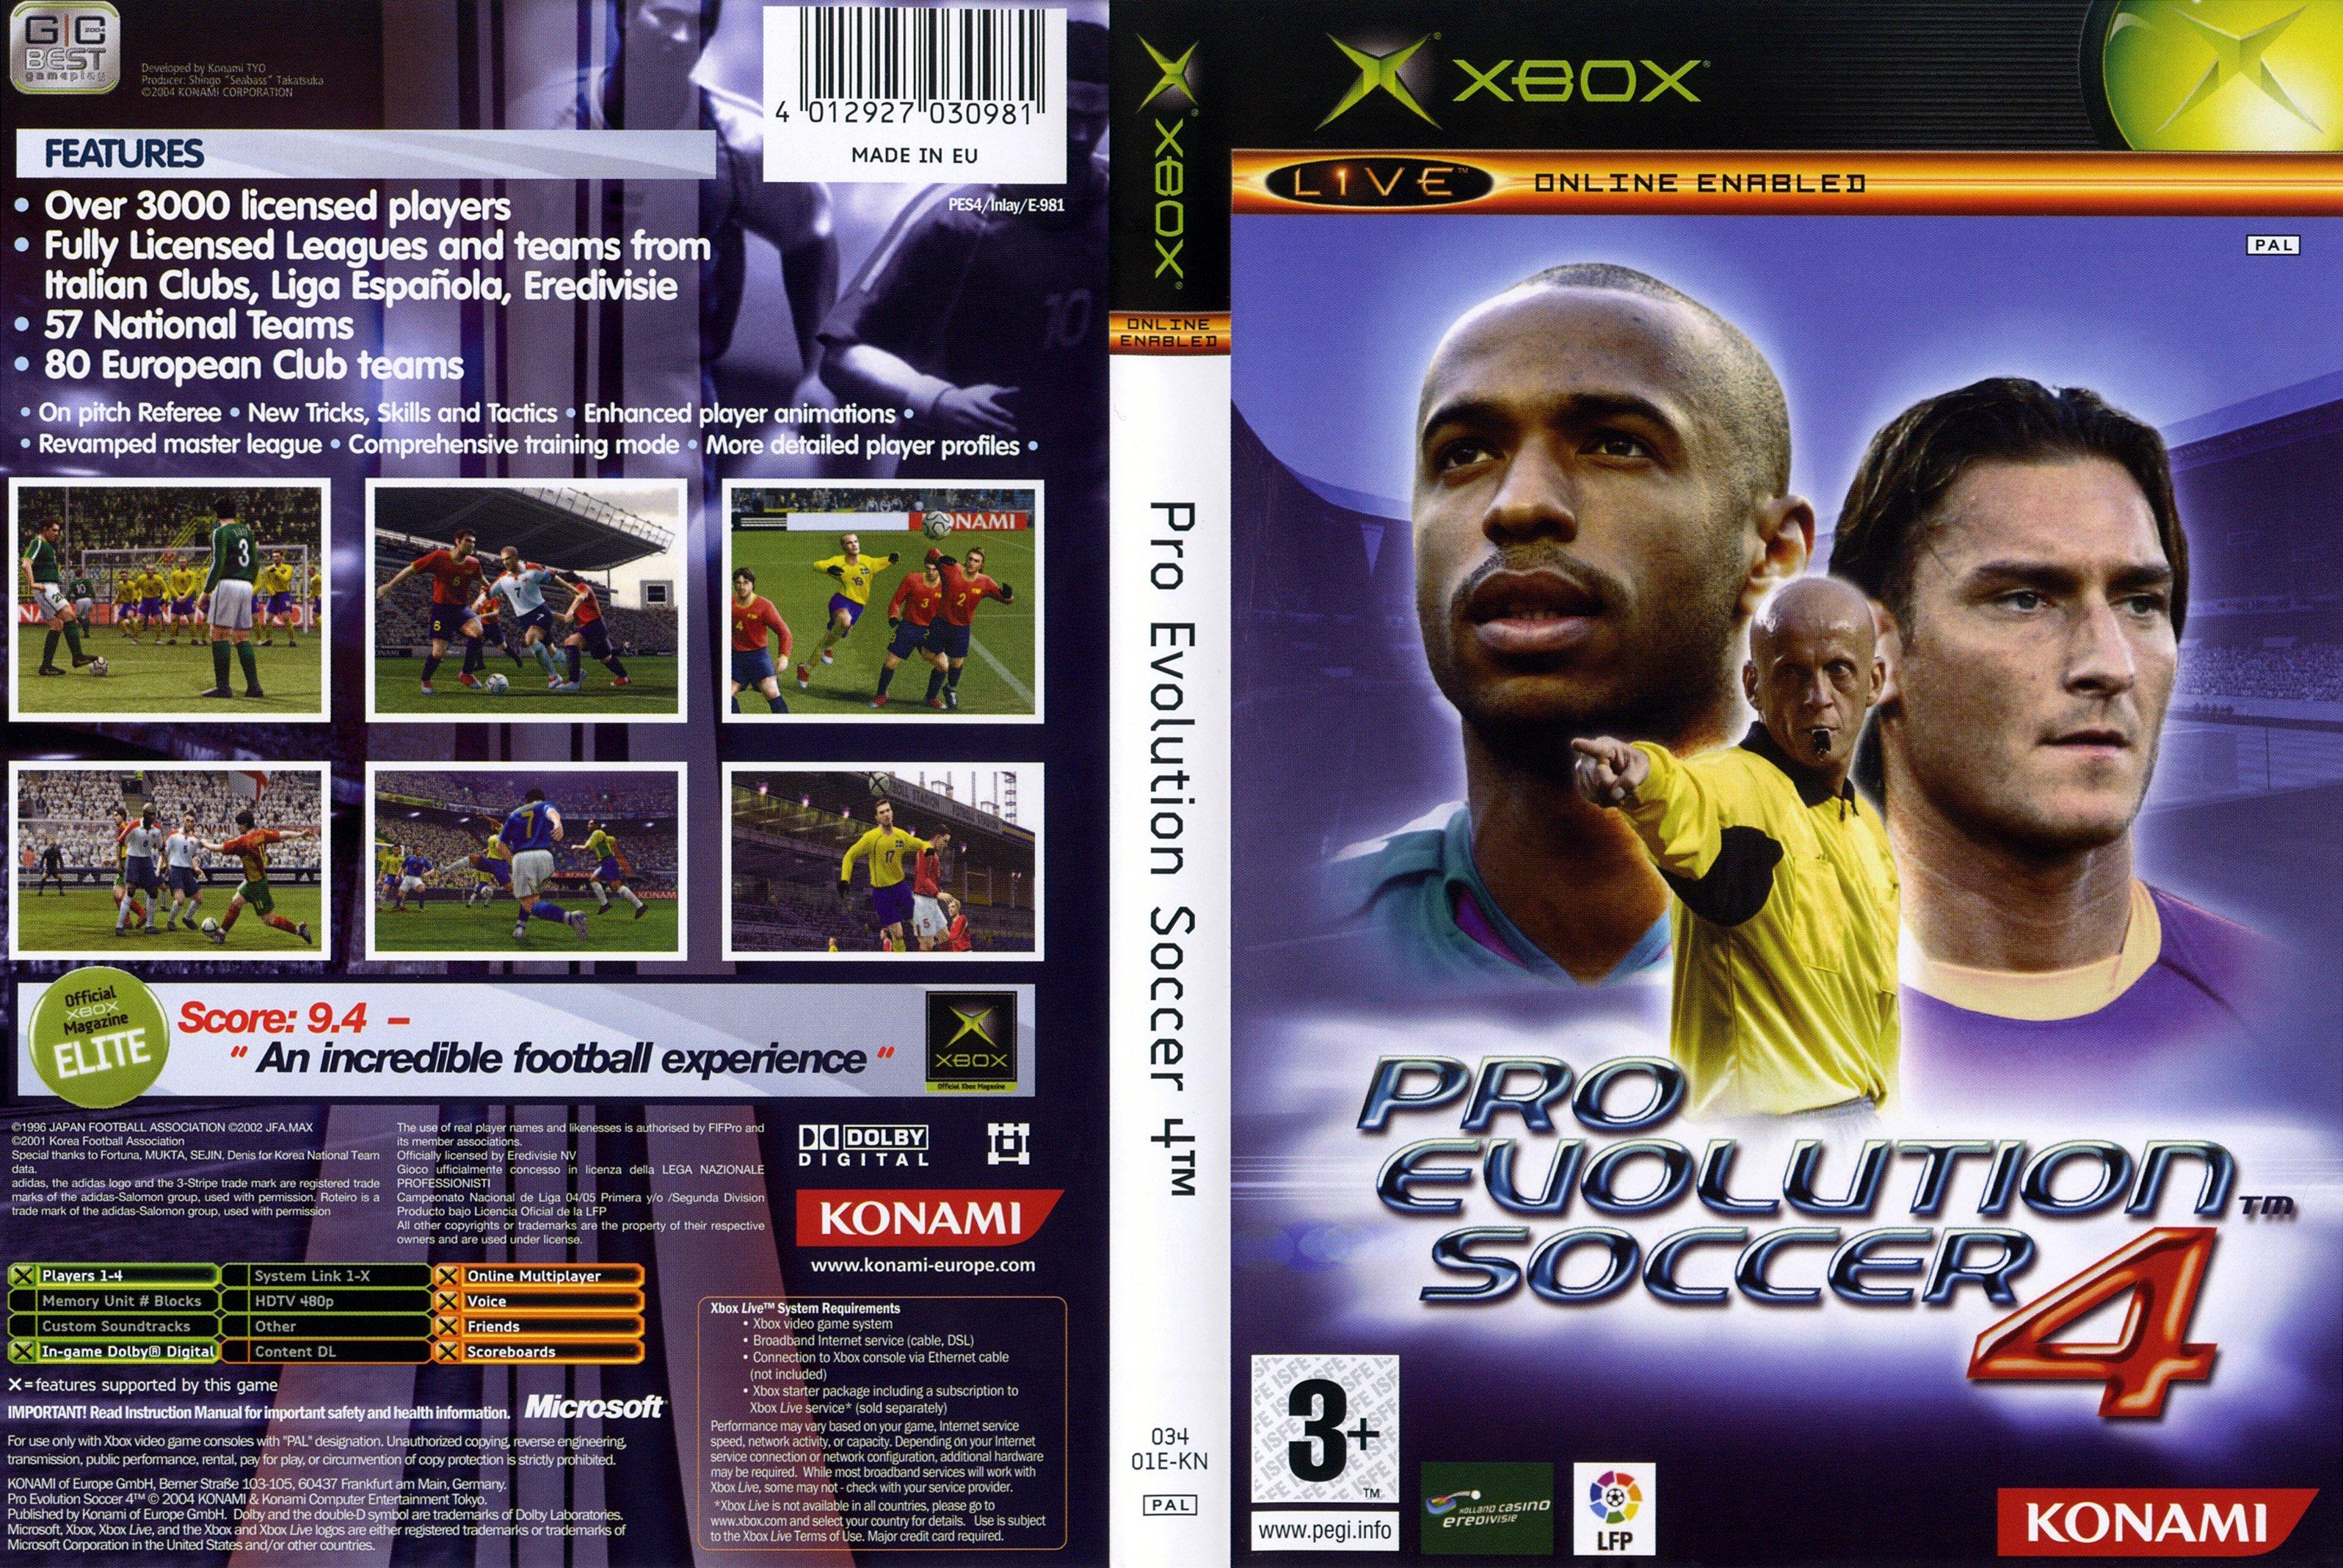 GC 2004
BEST
gameplay
Developed by Konami TYO
Producer: Shingo "Seabass" Takatsuka
©2004 KONAMI CORPORATION
4 012927 030981
MADE IN EU
PES4/Inlay/E-981
FEATURES
• Over 3000 licensed players
• Fully Licensed Leagues and teams from
Italian Clubs, Liga Española, Eredivisie
• 57 National Teams
• 80 European Club teams
• On pitch Referee • New Tricks, Skills and Tactics • Enhanced player animations •
• Revamped master league • Comprehensive training mode • More detailed player profiles •
KONAMI
Official
XBOX
Magazine
ELITE
Score: 9.4 –
" An incredible football experience "
XBOX
Official Xbox Magazine
©1996 JAPAN FOOTBALL ASSOCIATION ©2002 JFA.MAX
©2001 Korea Football Association
Special thanks to Fortuna, MUKTA, SEJIN, Denis for Korea National Team
data.
adidas, the adidas logo and the 3-Stripe trade mark are registered trade
marks of the adidas-Salomon group, used with permission. Roteiro is a
trade mark of the adidas-Salomon group, used with permission
The use of real player names and likenesses is authorised by FIFPro and
its member associations.
Officially licensed by Eredivisie NV
Gioco ufficialmente concesso in licenza della LEGA NAZIONALE
PROFESSIONISTI
Campeonato Nacional de Liga 04/05 Primera y/o /Segunda Division
Producto bajo Licencia Oficial de la LFP
All other copyrights or trademarks are the property of their respective
owners and are used under license.
DOLBY
DIGITAL
KONAMI
www.konami-europe.com
Players 1-4
System Link 1-X
Online Multiplayer
Memory Unit # Blocks
HDTV 480p
Voice
Custom Soundtracks
Other
Friends
In-game Dolby® Digital
Content DL
Scoreboards
X=features supported by this game
IMPORTANT! Read Instruction Manual for important safety and health information.
Microsoft
For use only with Xbox video game consoles with "PAL" designation. Unauthorized copying, reverse engineering,
transmission, public performance, rental, pay for play, or circumvention of copy protection is strictly prohibited.
KONAMI of Europe GmbH, Berner Straße 103-105, 60437 Frankfurt am Main, Germany.
Pro Evolution Soccer 4™ © 2004 KONAMI & Konami Computer Entertainment Tokyo.
Published by Konami of Europe GmbH. Dolby and the double-D symbol are trademarks of Dolby Laboratories.
Microsoft, Xbox, Xbox Live, and the Xbox and Xbox Live logos are either registered trademarks or trademarks of
Microsoft Corporation in the United States and/or other countries.
Xbox Live™ System Requirements
• Xbox video game system
• Broadband Internet service (cable, DSL)
• Connection to Xbox console via Ethernet cable
(not included)
• Xbox starter package including a subscription to
Xbox Live service* (sold separately)
Performance may vary based on your game, Internet service
speed, network activity, or capacity. Depending on your Internet
service connection or network configuration, additional hardware
may be required. While most broadband services will work with
Xbox Live, some may not - check with your service provider.
*Xbox Live is not available in all countries, please go to
www.xbox.com and select your country for details. Use is subject
to the Xbox Live Terms of Use. Major credit card required.
XBOX®
ONLINE
ENABLED
Pro Evolution Soccer 4™
034
01E-KN
PAL
XBOX®
LIVE™ ONLINE ENABLED
PAL
PRO
EVOLUTION™
SOCCER 4
3+
ISFE
TM
www.pegi.info
HOLLAND CASINO
eredivisie
LFP
KONAMI